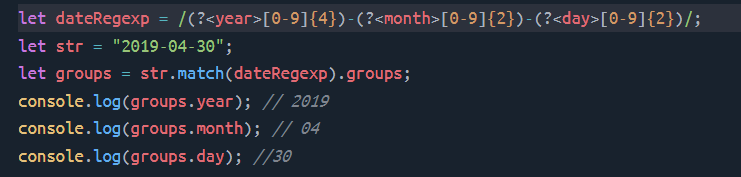 let dateRegexp = /(?<year>[0-9]{4})-(?<month>[0-9]{2})-(?<day>[0-9]{2})/;
let str = "2019-04-30";
let groups = str.match(dateRegexp).groups;
console.log(groups.year); // 2019
console.log(groups.month); // 04
console.log(groups.day); //30